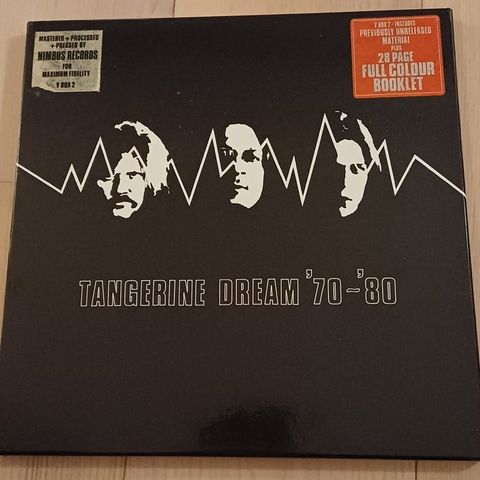 MASTERED + PROCESSED
+ PRESSED BY
NIMBUS RECORDS
FOR
MAXIMUM FIDELITY
V BOX 2
V BOX 2 - INCLUDES
PREVIOUSLY UNRELEASED
MATERIAL
PLUS
28 PAGE
FULL COLOUR
BOOKLET
TANGERINE DREAM '70~'80